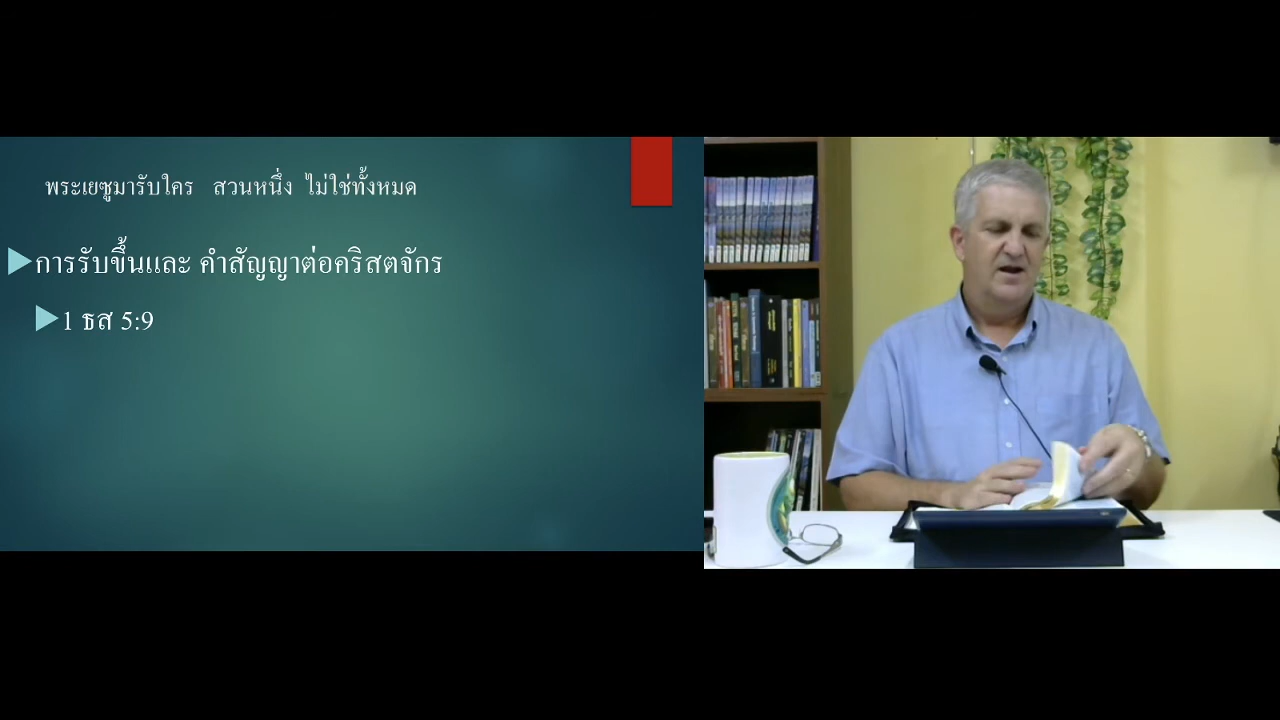 พระเยซูมารับใคร สวนหนึ่ง ไม่ใช่ทั้งหมด
การรับขึ้นและ คำสัญญาต่อคริสตจักร
1 ธส 5:9